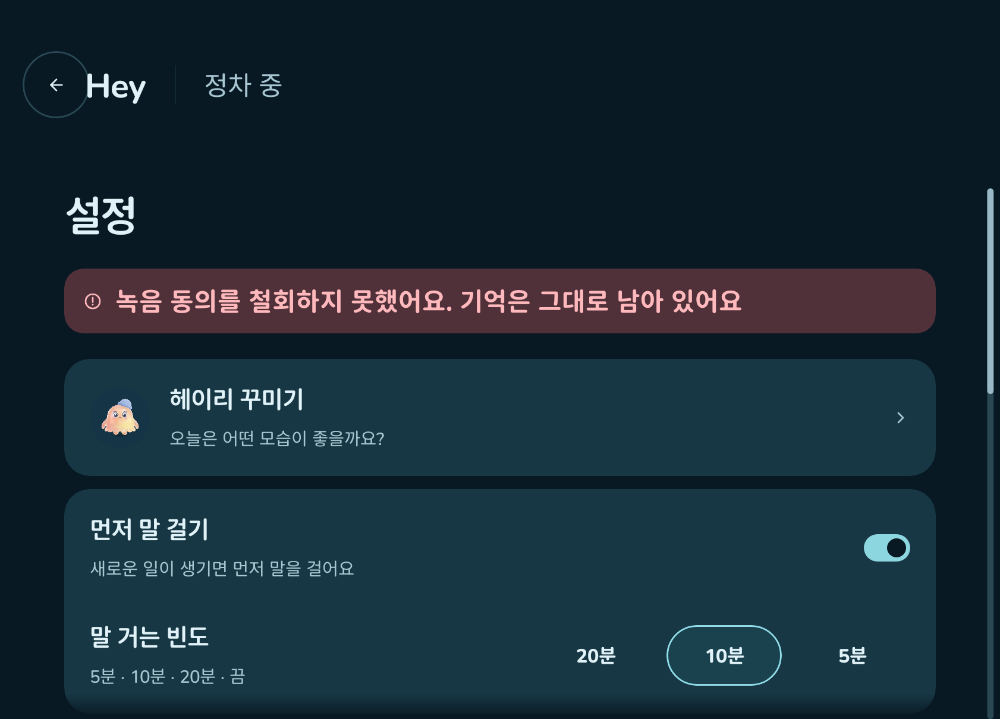 Hey
정차 중
설정
녹음 동의를 철회하지 못했어요. 기억은 그대로 남아 있어요
헤이리 꾸미기
오늘은 어떤 모습이 좋을까요?
먼저 말 걸기
새로운 일이 생기면 먼저 말을 걸어요
말 거는 빈도
5분 · 10분 · 20분 · 끔
20분
10분
5분